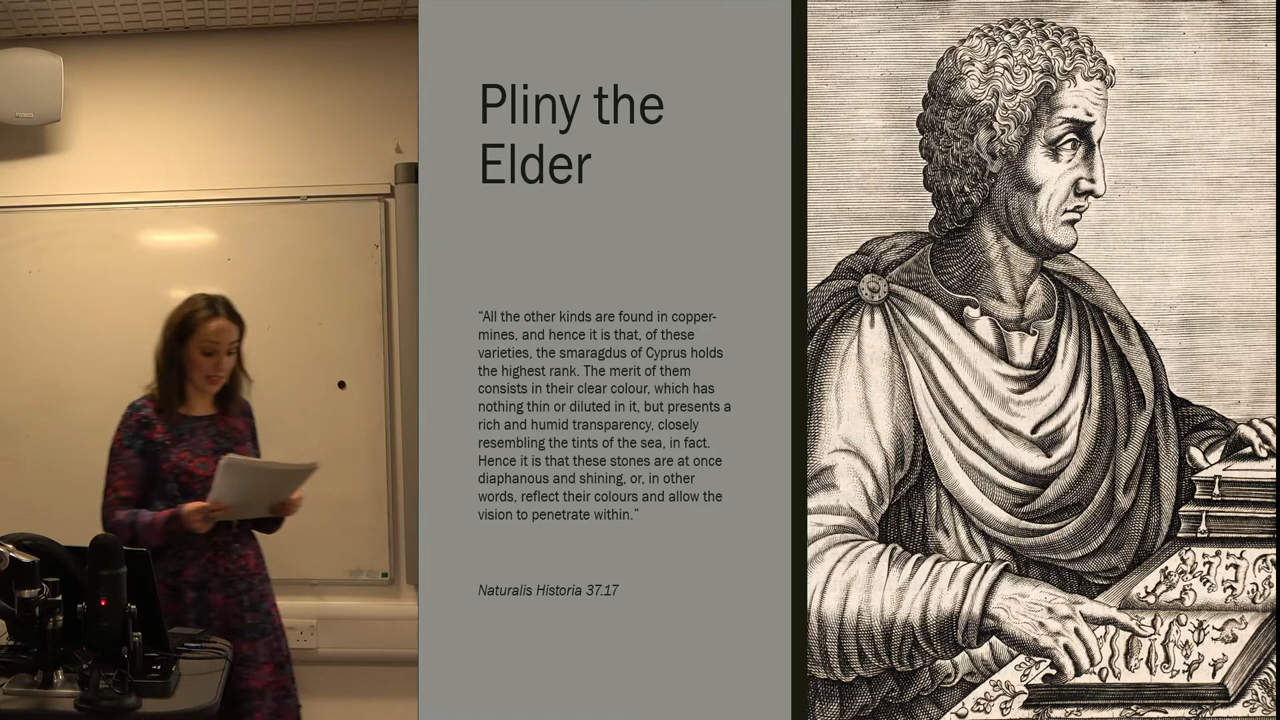 Pliny the
Elder
“All the other kinds are found in copper-
mines, and hence it is that, of these
varieties, the smaragdus of Cyprus holds
the highest rank. The merit of them
consists in their clear colour, which has
nothing thin or diluted in it, but presents a
rich and humid transparency, closely
resembling the tints of the sea, in fact.
Hence it is that these stones are at once
diaphanous and shining, or, in other
words, reflect their colours and allow the
vision to penetrate within.”
Naturalis Historia 37.17